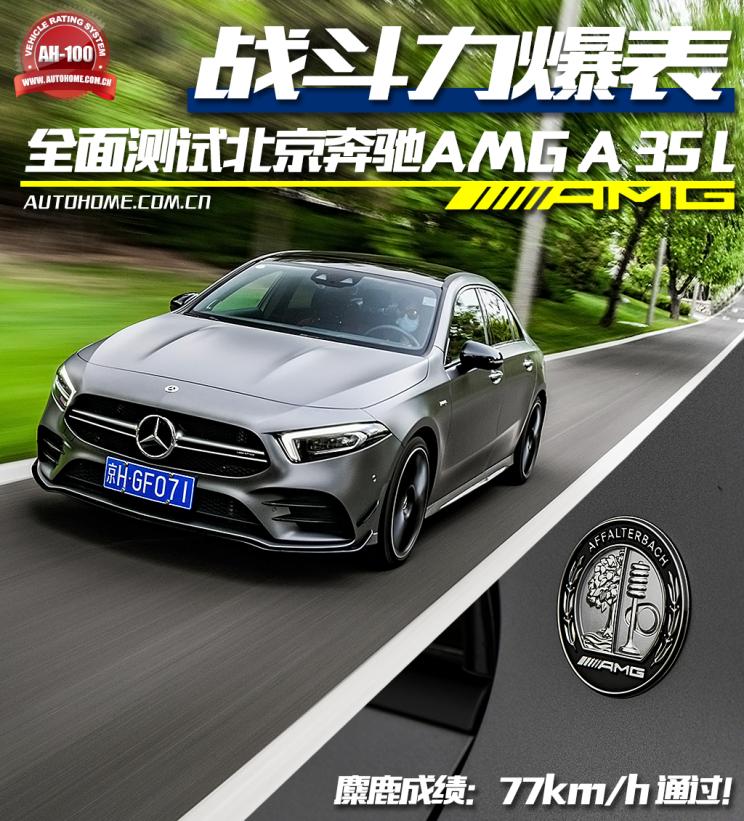 VEHICLE RATING SYSTEM
AH-100
WWW.AUTOHOME.COM.CN
战斗力爆表
全面测试北京奔驰AMG A 35 L
AUTOHOME.COM.CN
AMG
京H·GF071
AFFALTERBACH
AMG
麋鹿成绩：77km/h 通过!